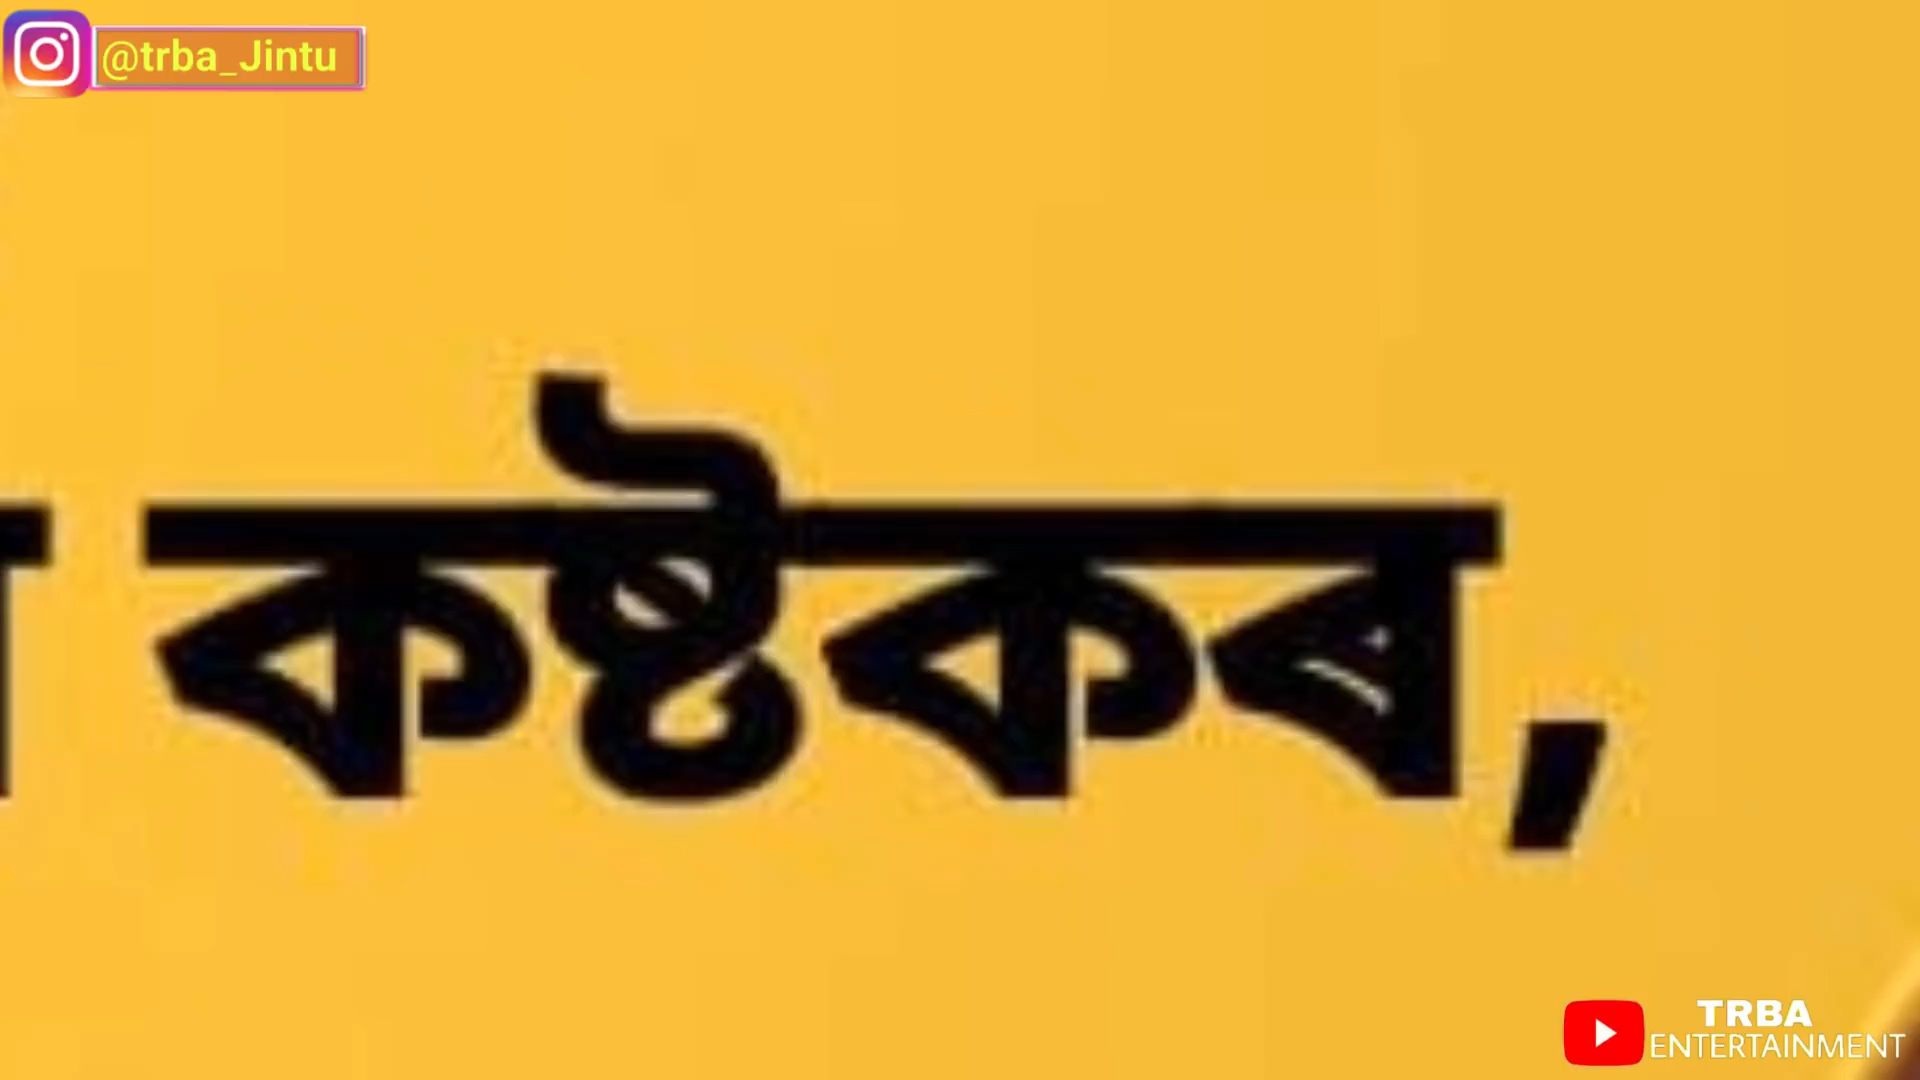 @trba_Jintu
কষ্টকৰ,
TRBA
ENTERTAINMENT